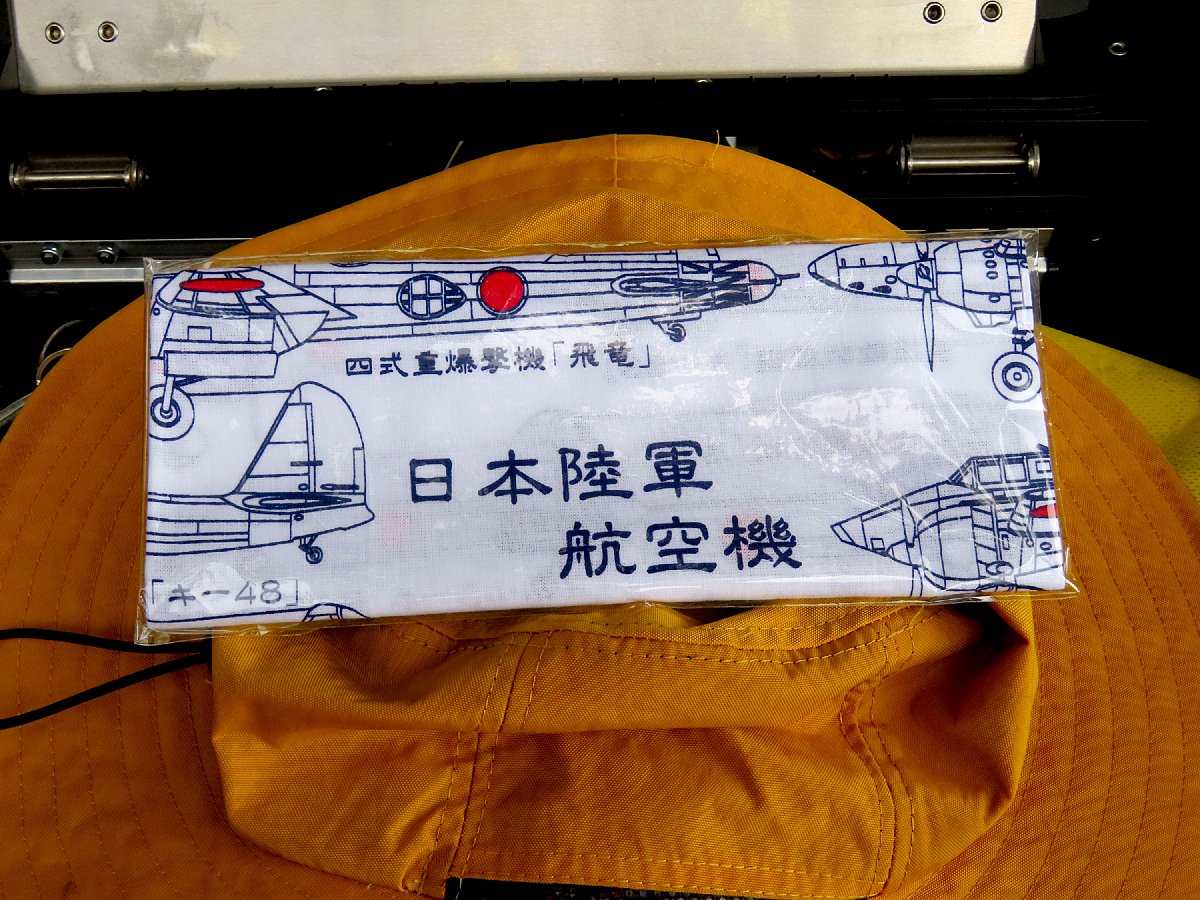 四式重爆撃機「飛竜」
日本陸軍
航空機
「キー48」